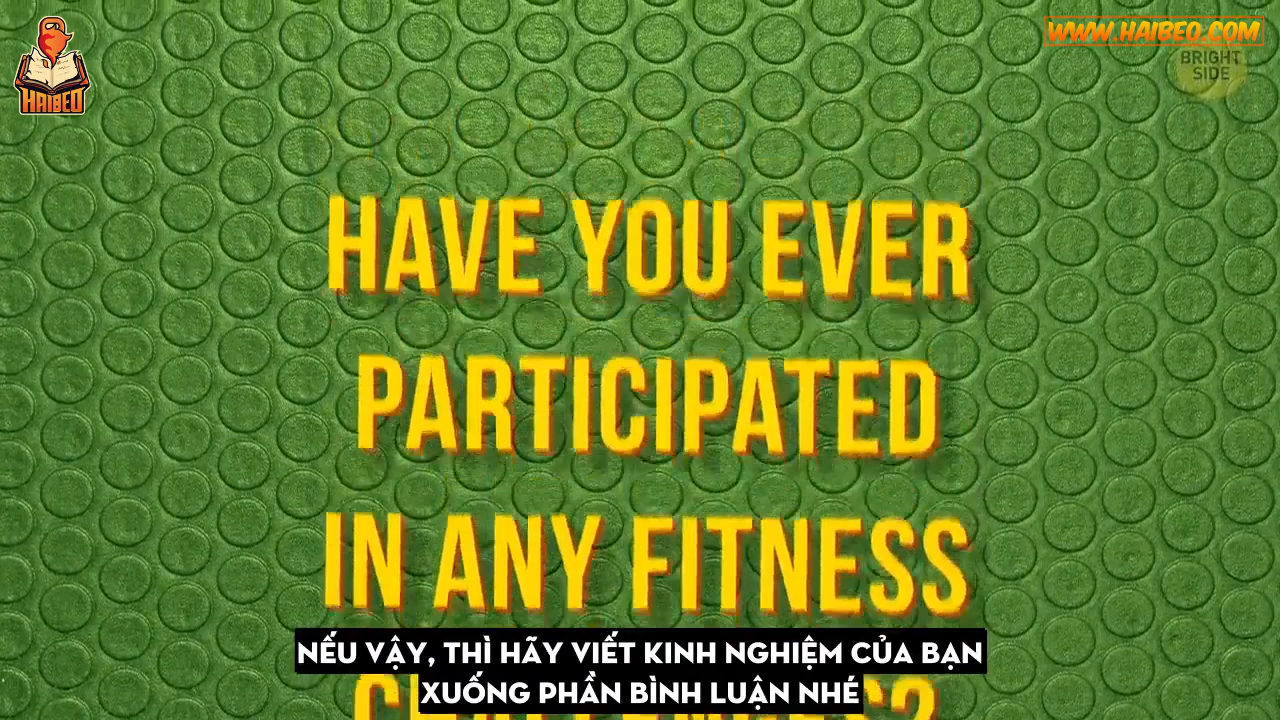 WWW.HAIBEO.COM
HAIBEO
BRIGHT
SIDE
HAVE YOU EVER
PARTICIPATED
IN ANY FITNESS
CHALLENGES?
NẾU VẬY, THÌ HÃY VIẾT KINH NGHIỆM CỦA BẠN
XUỐNG PHẦN BÌNH LUẬN NHÉ